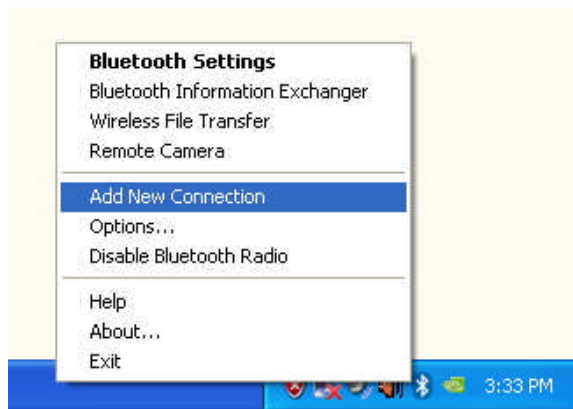 Bluetooth Settings
Bluetooth Information Exchanger
Wireless File Transfer
Remote Camera
Add New Connection
Options...
Disable Bluetooth Radio
Help
About...
Exit
3:33 PM